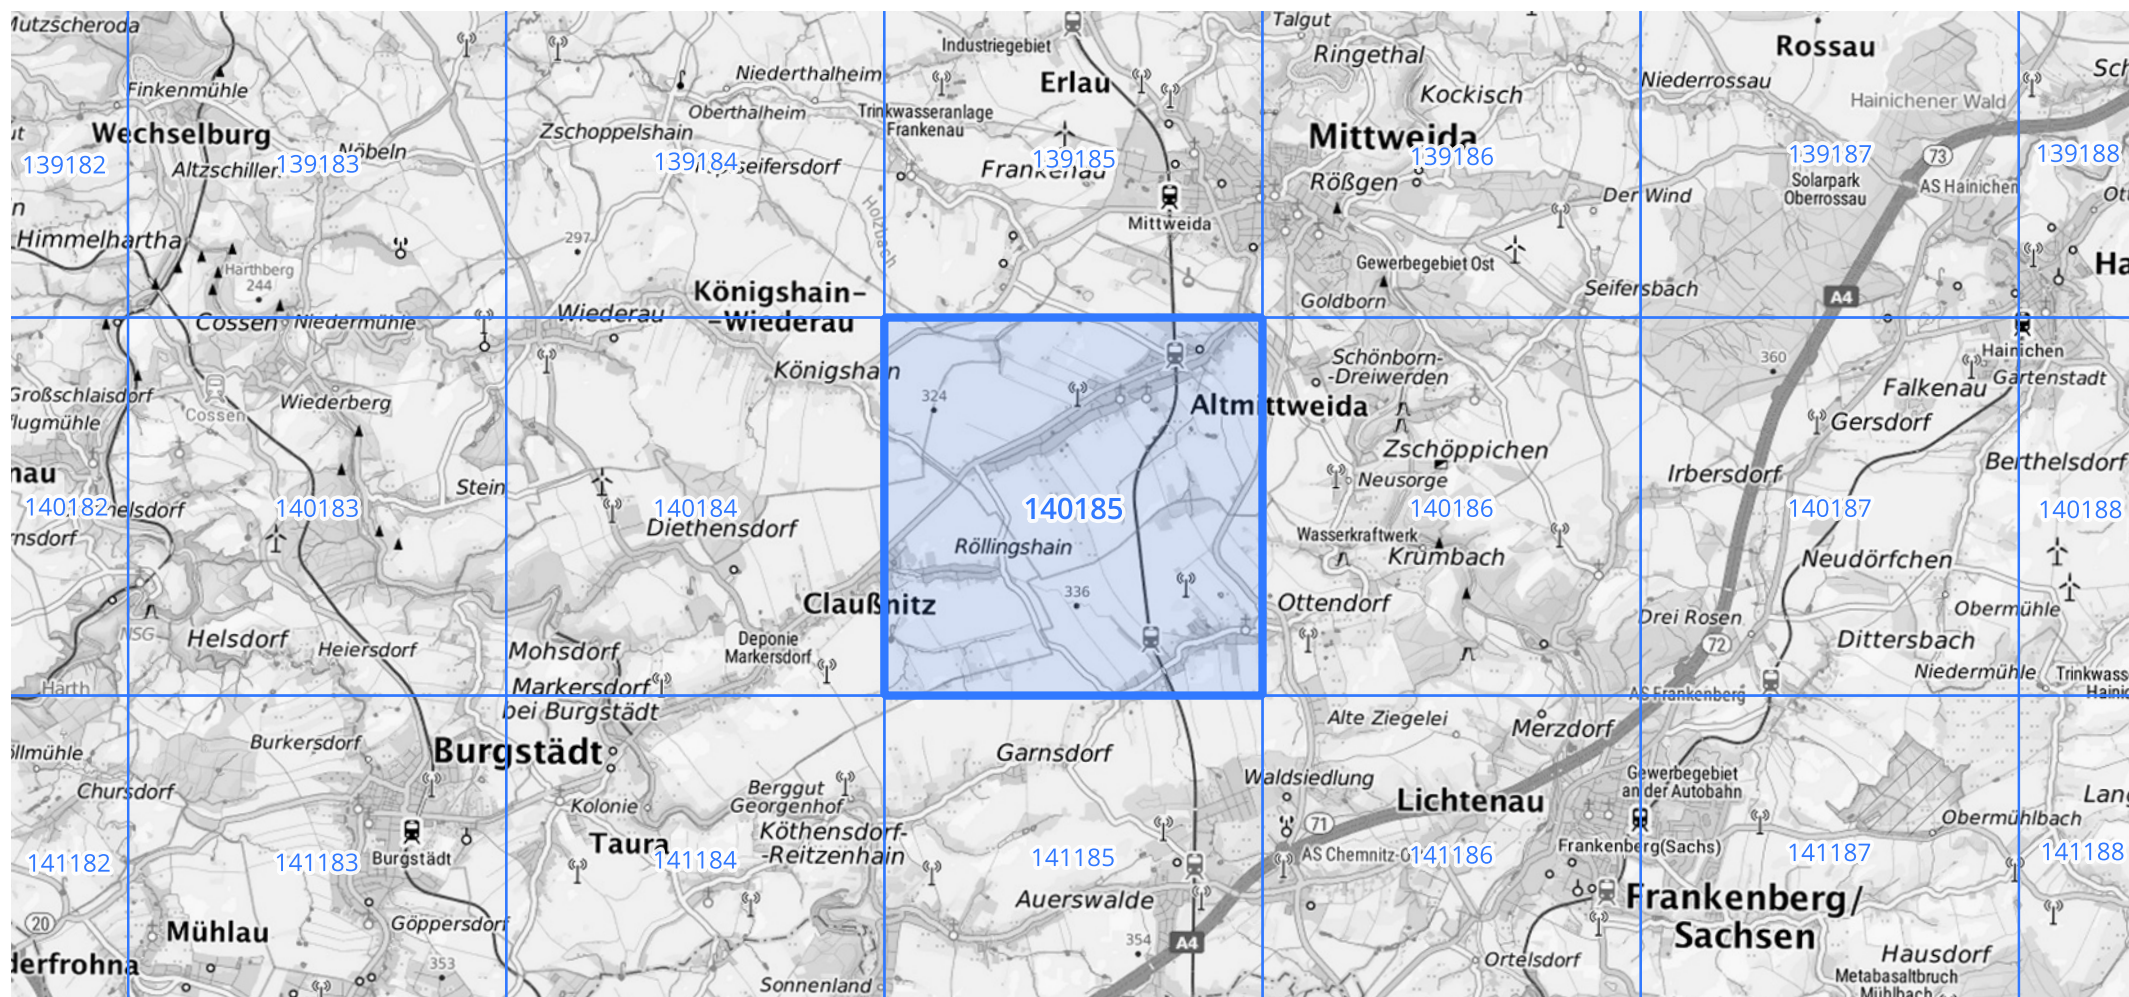 Mutzscheroda
Finkenmühle
Wechselburg
Altzschiller
Nöbeln
139182
139183
Himmelhartha
Harthberg
244
Cossen
Niedermühle
Niederthalheim
Oberthalheim
Zschoppelshain
139184
seifersdorf
297
Holzbach
Königshain-
-Wiederau
Wiederau
Industriegebiet
Erlau
Trinkwasseranlage
Frankenau
139185
Frankenau
Mittweida
Talgut
Ringethal
Kockisch
Mittweida
139186
Rößgen
Der Wind
Gewerbegebiet Ost
Goldborn
Seifersbach
Rossau
Niederrossau
Hainichener Wald
139187
73
139188
Solarpark
Oberrossau
AS Hainichen
A4
Großschlaisdorf
flugmühle
Cossen
Wiederberg
140182
140183
Stein
Helsdorf
Heiersdorf
NSG
Harth
Königshain
140184
Diethensdorf
Claußnitz
Mohsdorf
Deponie
Markersdorf
Markersdorf
bei Burgstädt
324
Altmittweida
140185
Röllingshain
336
Schönborn-
-Dreiwerden
Zschöppichen
Neusorge
140186
Wasserkraftwerk
Krumbach
Ottendorf
360
Hainichen
Gartenstadt
Falkenau
Gersdorf
Irbersdorf
Berthelsdorf
140187
140188
Neudörfchen
Drei Rosen
Obermühle
72
Dittersbach
Niedermühle
AS Frankenberg
Burkersdorf
Chursdorf
Burgstädt
Burgstädt
141182
141183
20
Mühlau
Göppersdorf
353
Kolonie
Taura
Berggut
Georgenhof
Köthensdorf-
-Reitzenhain
141184
Sonnenland
Garnsdorf
141185
Auerswalde
354
A4
Alte Ziegelei
Merzdorf
Waldsiedlung
Lichtenau
71
141186
Ortelsdorf
Gewerbegebiet
an der Autobahn
Frankenberg(Sachs)
Obermühlbach
141187
141188
Frankenberg/
Sachsen
Hausdorf
Metabasaltbruch
Mühlbach